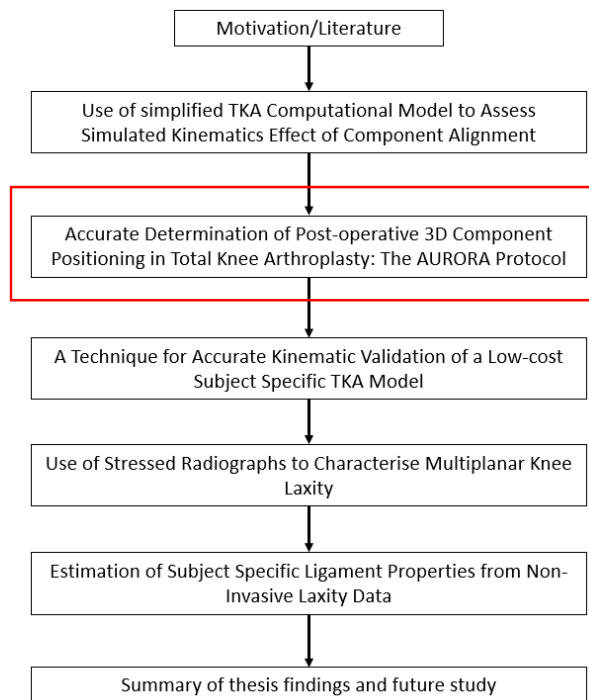 Motivation/Literature
Use of simplified TKA Computational Model to Assess
Simulated Kinematics Effect of Component Alignment
Accurate Determination of Post-operative 3D Component
Positioning in Total Knee Arthroplasty: The AURORA Protocol
A Technique for Accurate Kinematic Validation of a Low-cost
Subject Specific TKA Model
Use of Stressed Radiographs to Characterise Multiplanar Knee
Laxity
Estimation of Subject Specific Ligament Properties from Non-
Invasive Laxity Data
Summary of thesis findings and future study